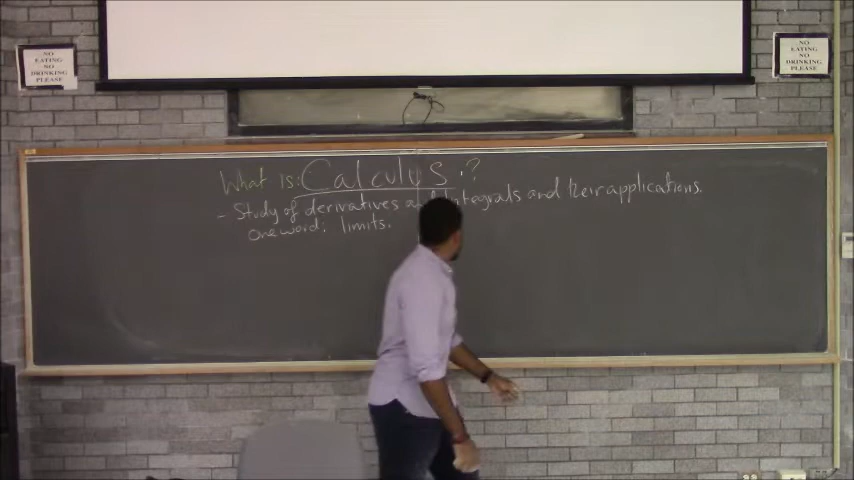 NO
EATING
NO
DRINKING
PLEASE
NO
EATING
NO
DRINKING
PLEASE
What is: Calculus ?
- Study of derivatives and Integrals and their applications.
one word: limits.